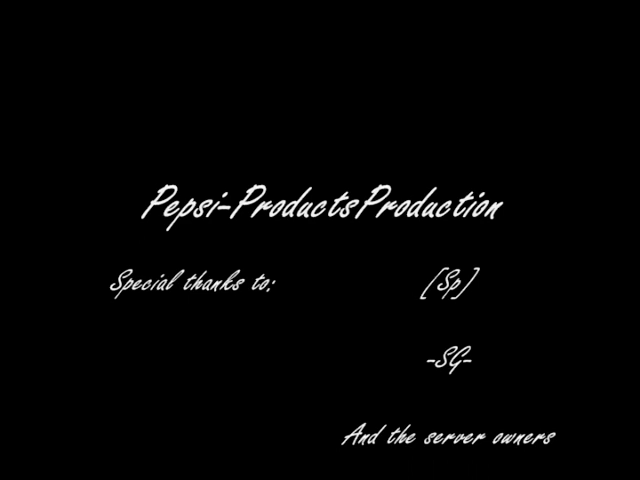 Pepsi-ProductsProduction
Special thanks to: [Sp]
-SG-
And the server owners